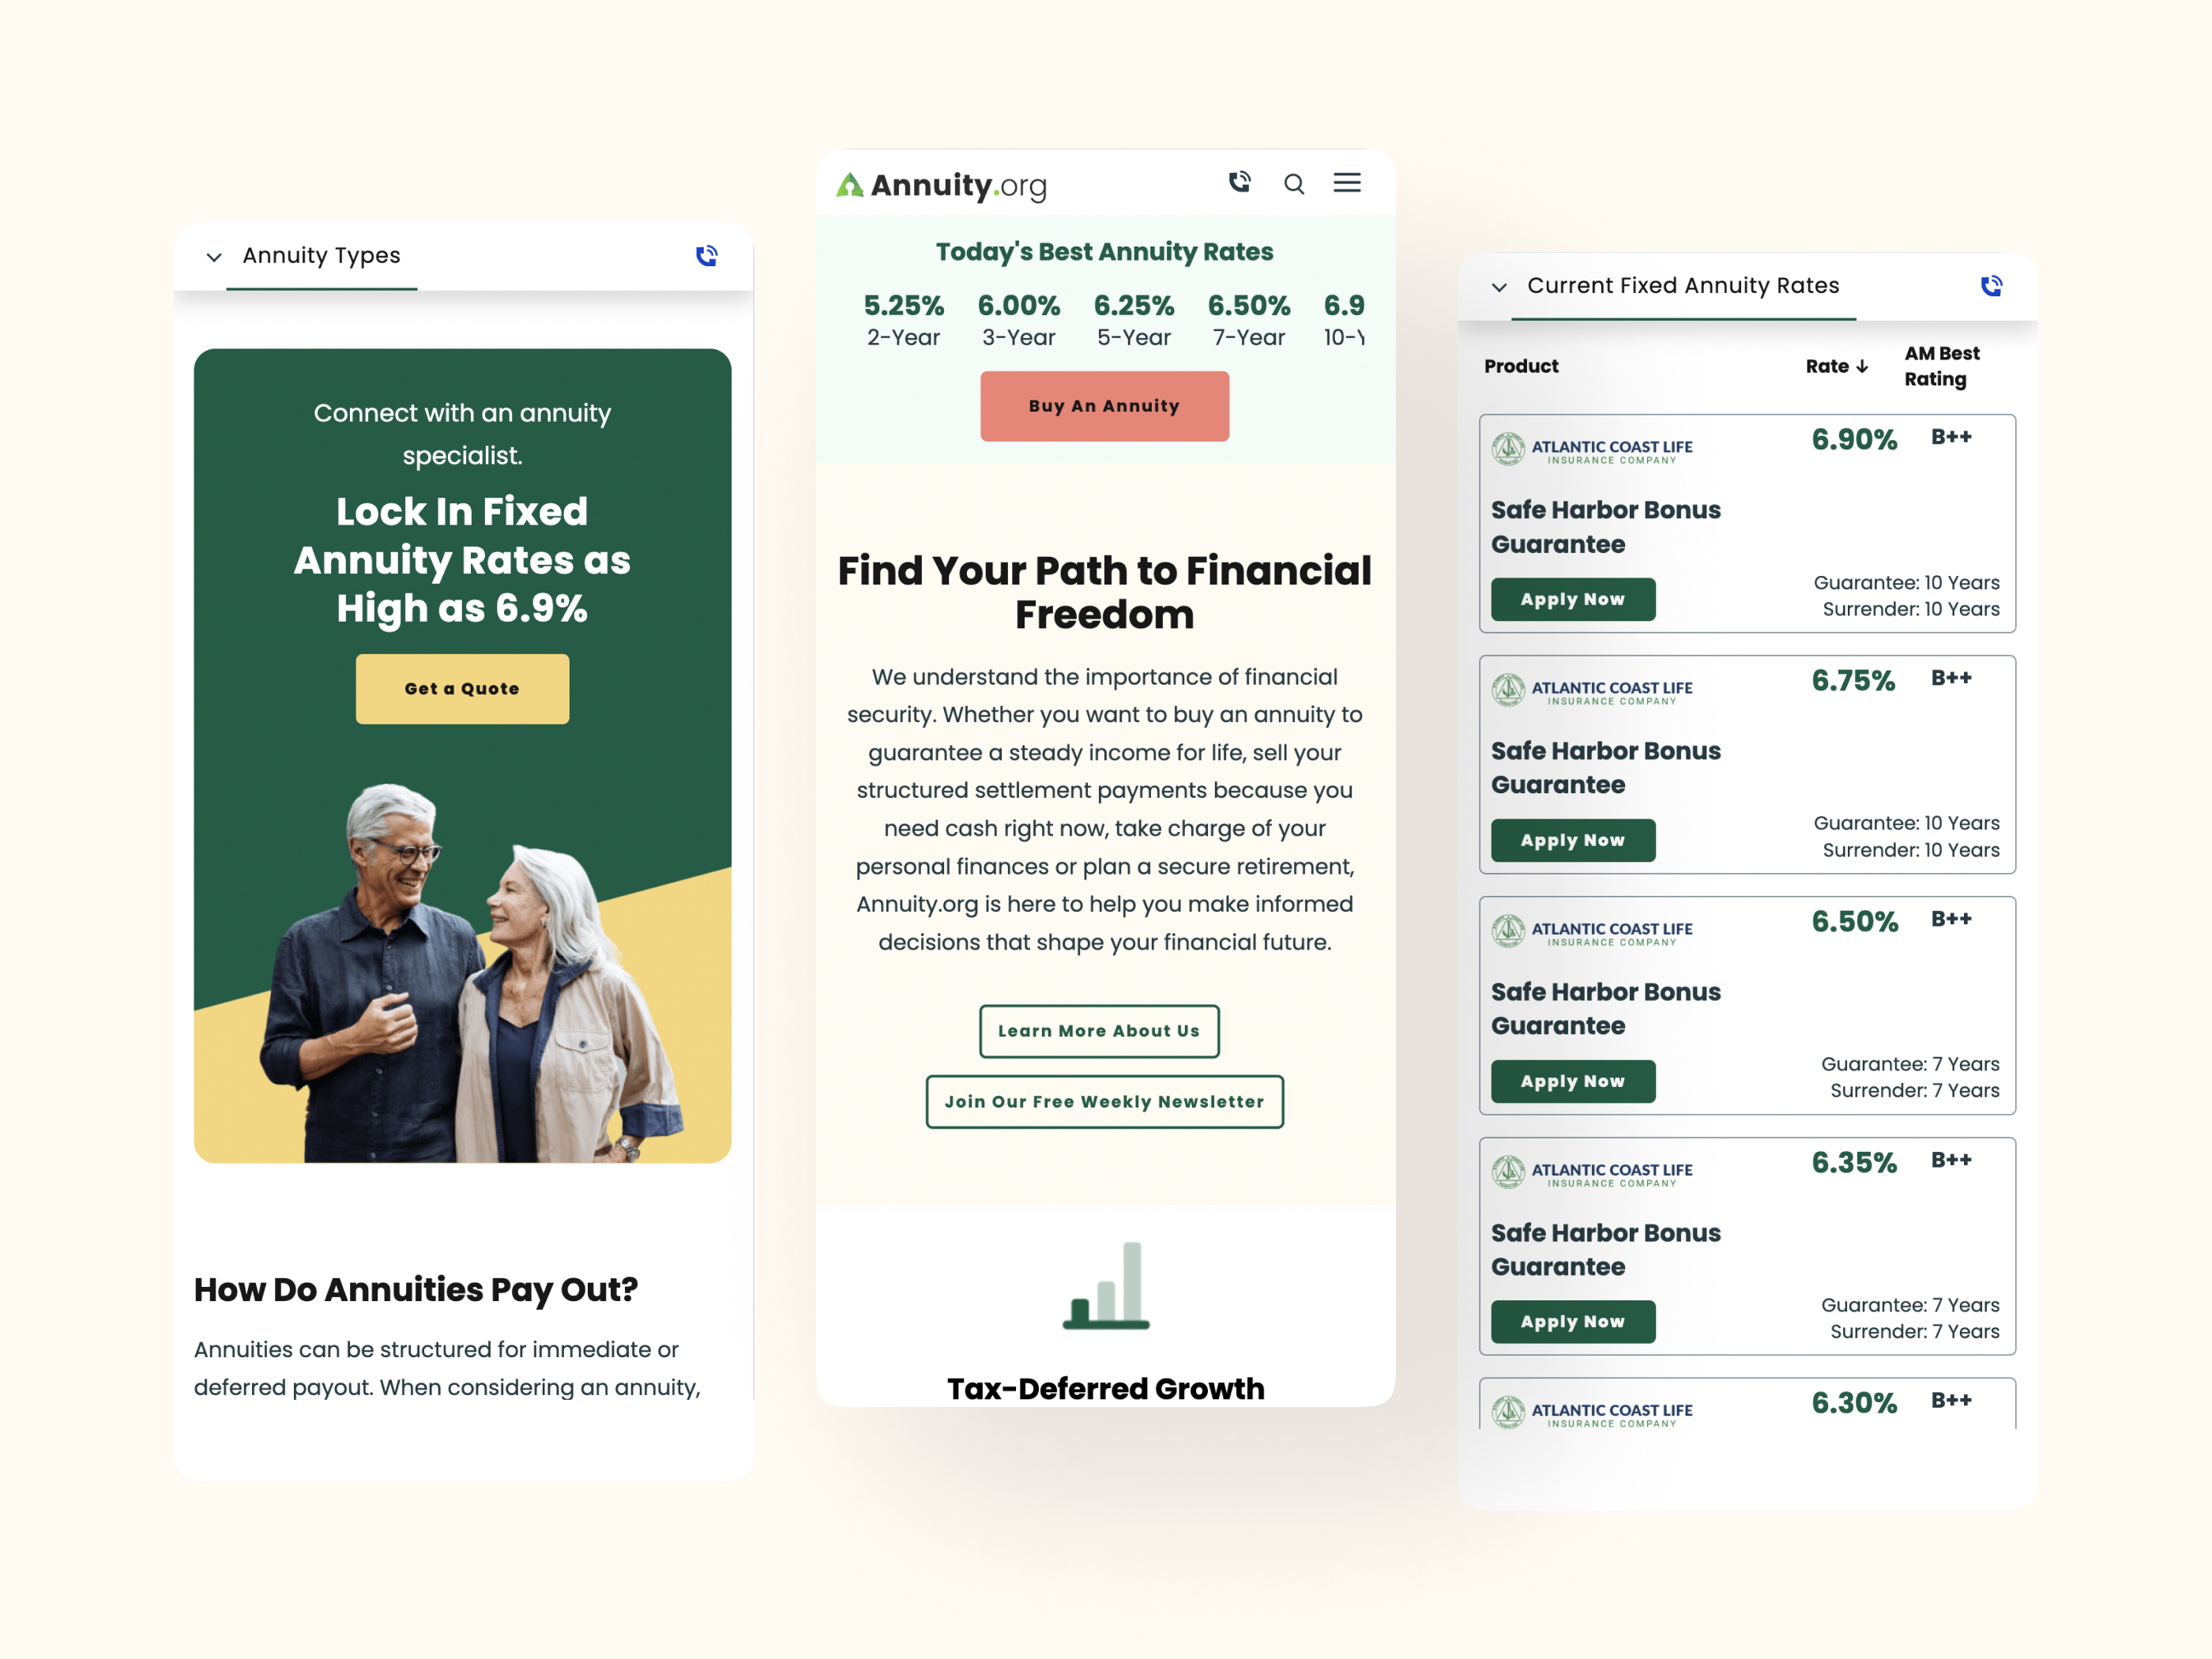 Annuity Types
Connect with an annuity
specialist.
Lock In Fixed
Annuity Rates as
High as 6.9%
Get a Quote
How Do Annuities Pay Out?
Annuities can be structured for immediate or
deferred payout. When considering an annuity,
Annuity.org
Today's Best Annuity Rates
5.25% 6.00% 6.25% 6.50% 6.9
2-Year 3-Year 5-Year 7-Year 10-
Buy An Annuity
Find Your Path to Financial
Freedom
We understand the importance of financial
security. Whether you want to buy an annuity to
guarantee a steady income for life, sell your
structured settlement payments because you
need cash right now, take charge of your
personal finances or plan a secure retirement,
Annuity.org is here to help you make informed
decisions that shape your financial future.
Learn More About Us
Join Our Free Weekly Newsletter
Tax-Deferred Growth
Current Fixed Annuity Rates
Product Rate ↓ AM Best
Rating
ATLANTIC COAST LIFE 6.90% B++
INSURANCE COMPANY
Safe Harbor Bonus
Guarantee
Guarantee: 10 Years
Apply Now
Surrender: 10 Years
ATLANTIC COAST LIFE 6.75% B++
INSURANCE COMPANY
Safe Harbor Bonus
Guarantee
Guarantee: 10 Years
Apply Now
Surrender: 10 Years
ATLANTIC COAST LIFE 6.50% B++
INSURANCE COMPANY
Safe Harbor Bonus
Guarantee
Guarantee: 7 Years
Apply Now
Surrender: 7 Years
ATLANTIC COAST LIFE 6.35% B++
INSURANCE COMPANY
Safe Harbor Bonus
Guarantee
Guarantee: 7 Years
Apply Now
Surrender: 7 Years
ATLANTIC COAST LIFE 6.30% B++
INSURANCE COMPANY